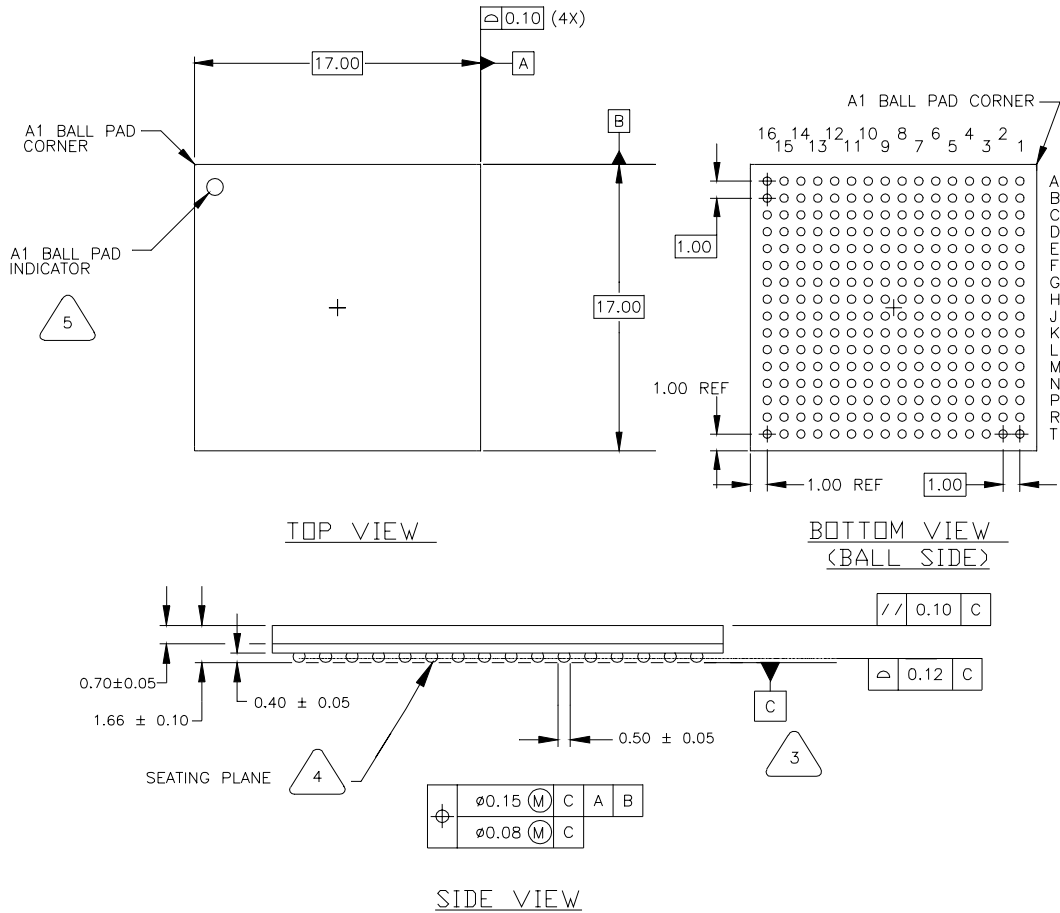 ⌓ 0.10 (4X)
17.00
A
A1 BALL PAD
CORNER
B
A1 BALL PAD
INDICATOR
5
17.00
TOP VIEW
A1 BALL PAD CORNER
16 14 12 10 8 6 4 2
15 13 11 9 7 5 3 1
A
B
C
D
E
F
G
H
J
K
L
M
N
P
R
T
1.00
1.00 REF
1.00 REF
1.00
BOTTOM VIEW
(BALL SIDE)
// 0.10 C
⌓ 0.12 C
0.70±0.05
0.40 ± 0.05
1.66 ± 0.10
C
0.50 ± 0.05
3
SEATING PLANE
4
⌖ ø0.15 Ⓜ C A B
ø0.08 Ⓜ C
SIDE VIEW